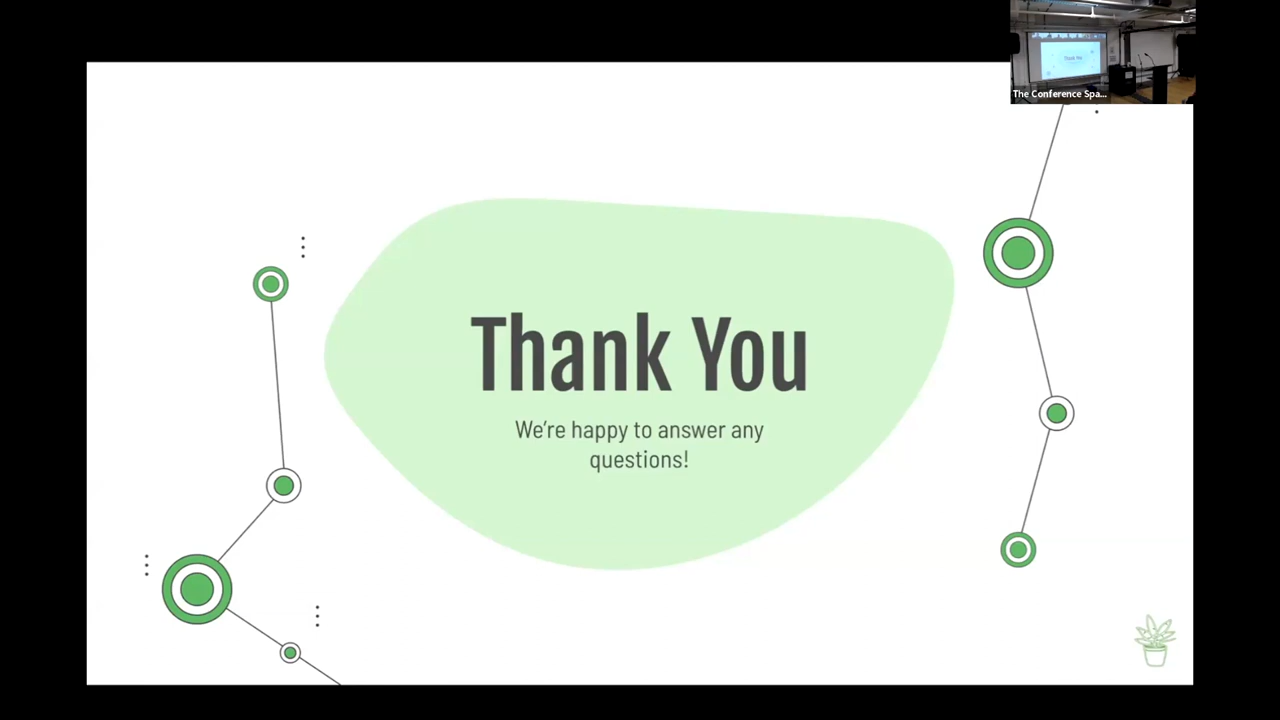 The Conference Spa...
Thank You
We're happy to answer any
questions!